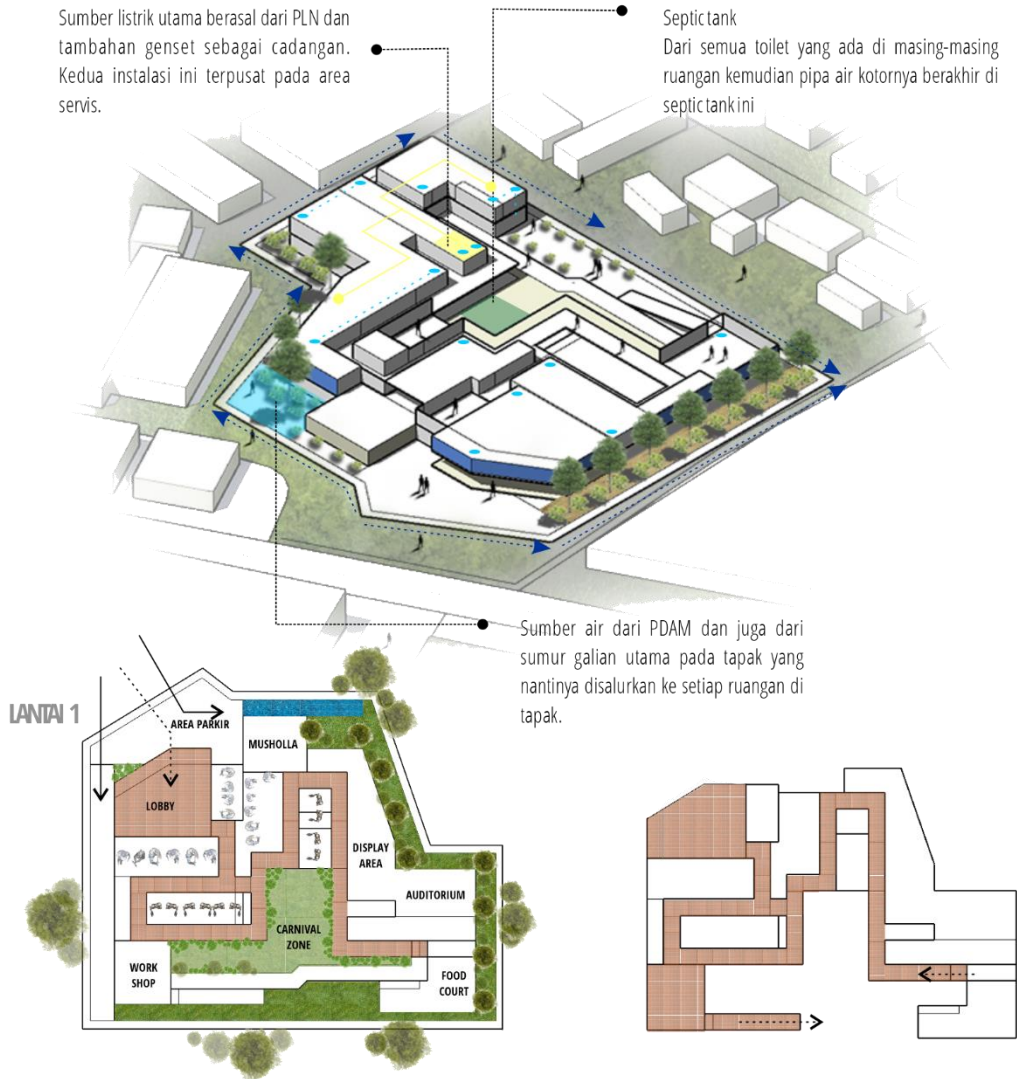 Sumber listrik utama berasal dari PLN dan
tambahan genset sebagai cadangan.
Kedua instalasi ini terpusat pada area
servis.
Septic tank
Dari semua toilet yang ada di masing-masing
ruangan kemudian pipa air kotornya berakhir di
septic tank ini
Sumber air dari PDAM dan juga dari
sumur galian utama pada tapak yang
nantinya disalurkan ke setiap ruangan di
tapak.
LANTAI 1
AREA PARKIR
MUSHOLLA
LOBBY
DISPLAY
AREA
AUDITORIUM
CARNIVAL
ZONE
WORK
SHOP
FOOD
COURT